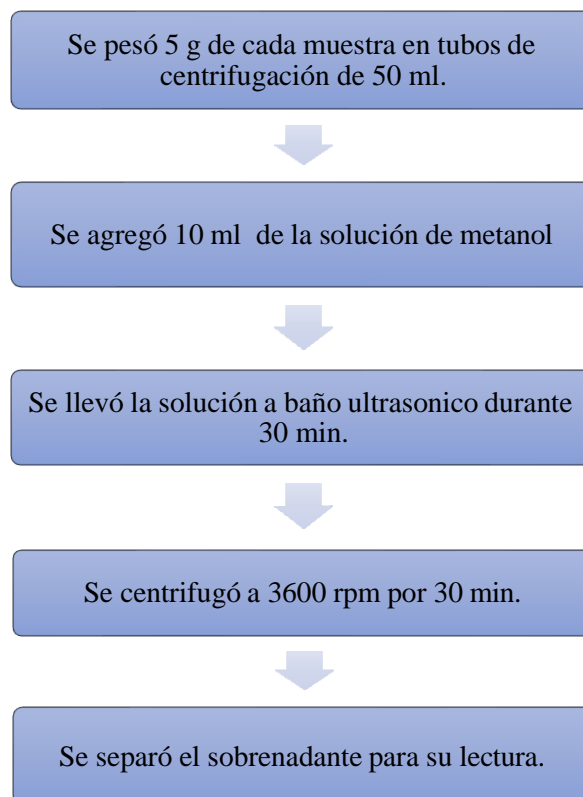 Se pesó 5 g de cada muestra en tubos de
centrifugación de 50 ml.
Se agregó 10 ml de la solución de metanol
Se llevó la solución a baño ultrasonico durante
30 min.
Se centrifugó a 3600 rpm por 30 min.
Se separó el sobrenadante para su lectura.